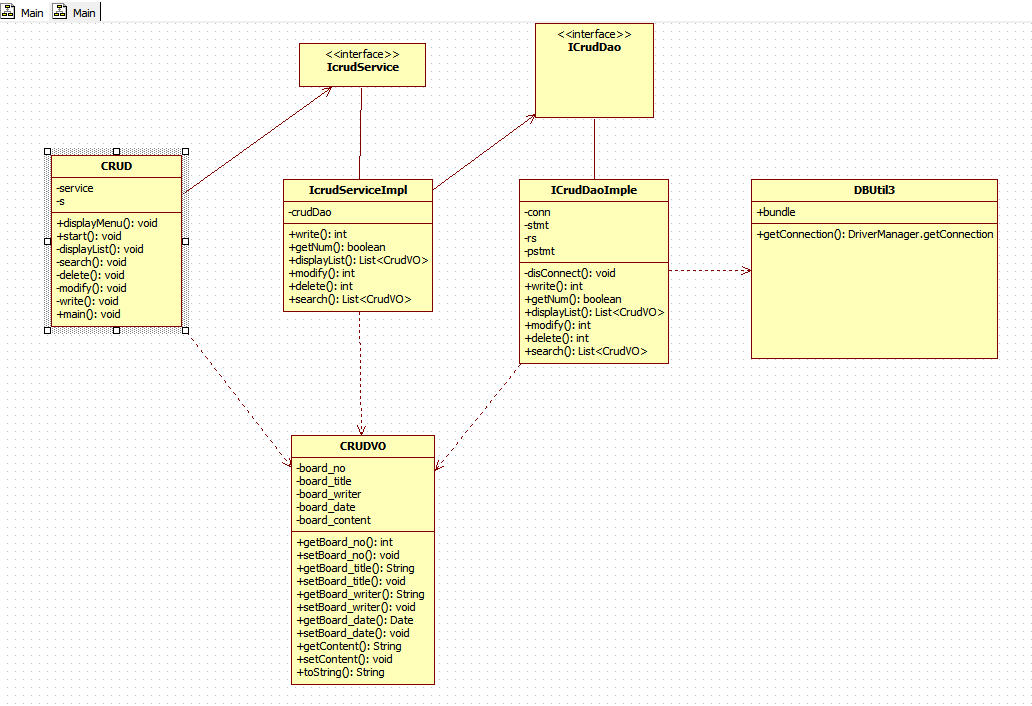 Main Main
<<interface>>
IcrudService
<<interface>>
ICrudDao
CRUD
-service
-s
+displayMenu(): void
+start(): void
-displayList(): void
-search(): void
-delete(): void
-modify(): void
-write(): void
+main(): void
IcrudServiceImpl
-crudDao
+write(): int
+getNum(): boolean
+displayList(): List<CrudVO>
+modify(): int
+delete(): int
+search(): List<CrudVO>
ICrudDaoImple
-conn
-stmt
-rs
-pstmt
-disConnect(): void
+write(): int
+getNum(): boolean
+displayList(): List<CrudVO>
+modify(): int
+delete(): int
+search(): List<CrudVO>
DBUtil3
+bundle
+getConnection(): DriverManager.getConnection
CRUDVO
-board_no
-board_title
-board_writer
-board_date
-board_content
+getBoard_no(): int
+setBoard_no(): void
+getBoard_title(): String
+setBoard_title(): void
+getBoard_writer(): String
+setBoard_writer(): void
+getBoard_date(): Date
+setBoard_date(): void
+getContent(): String
+setContent(): void
+toString(): String